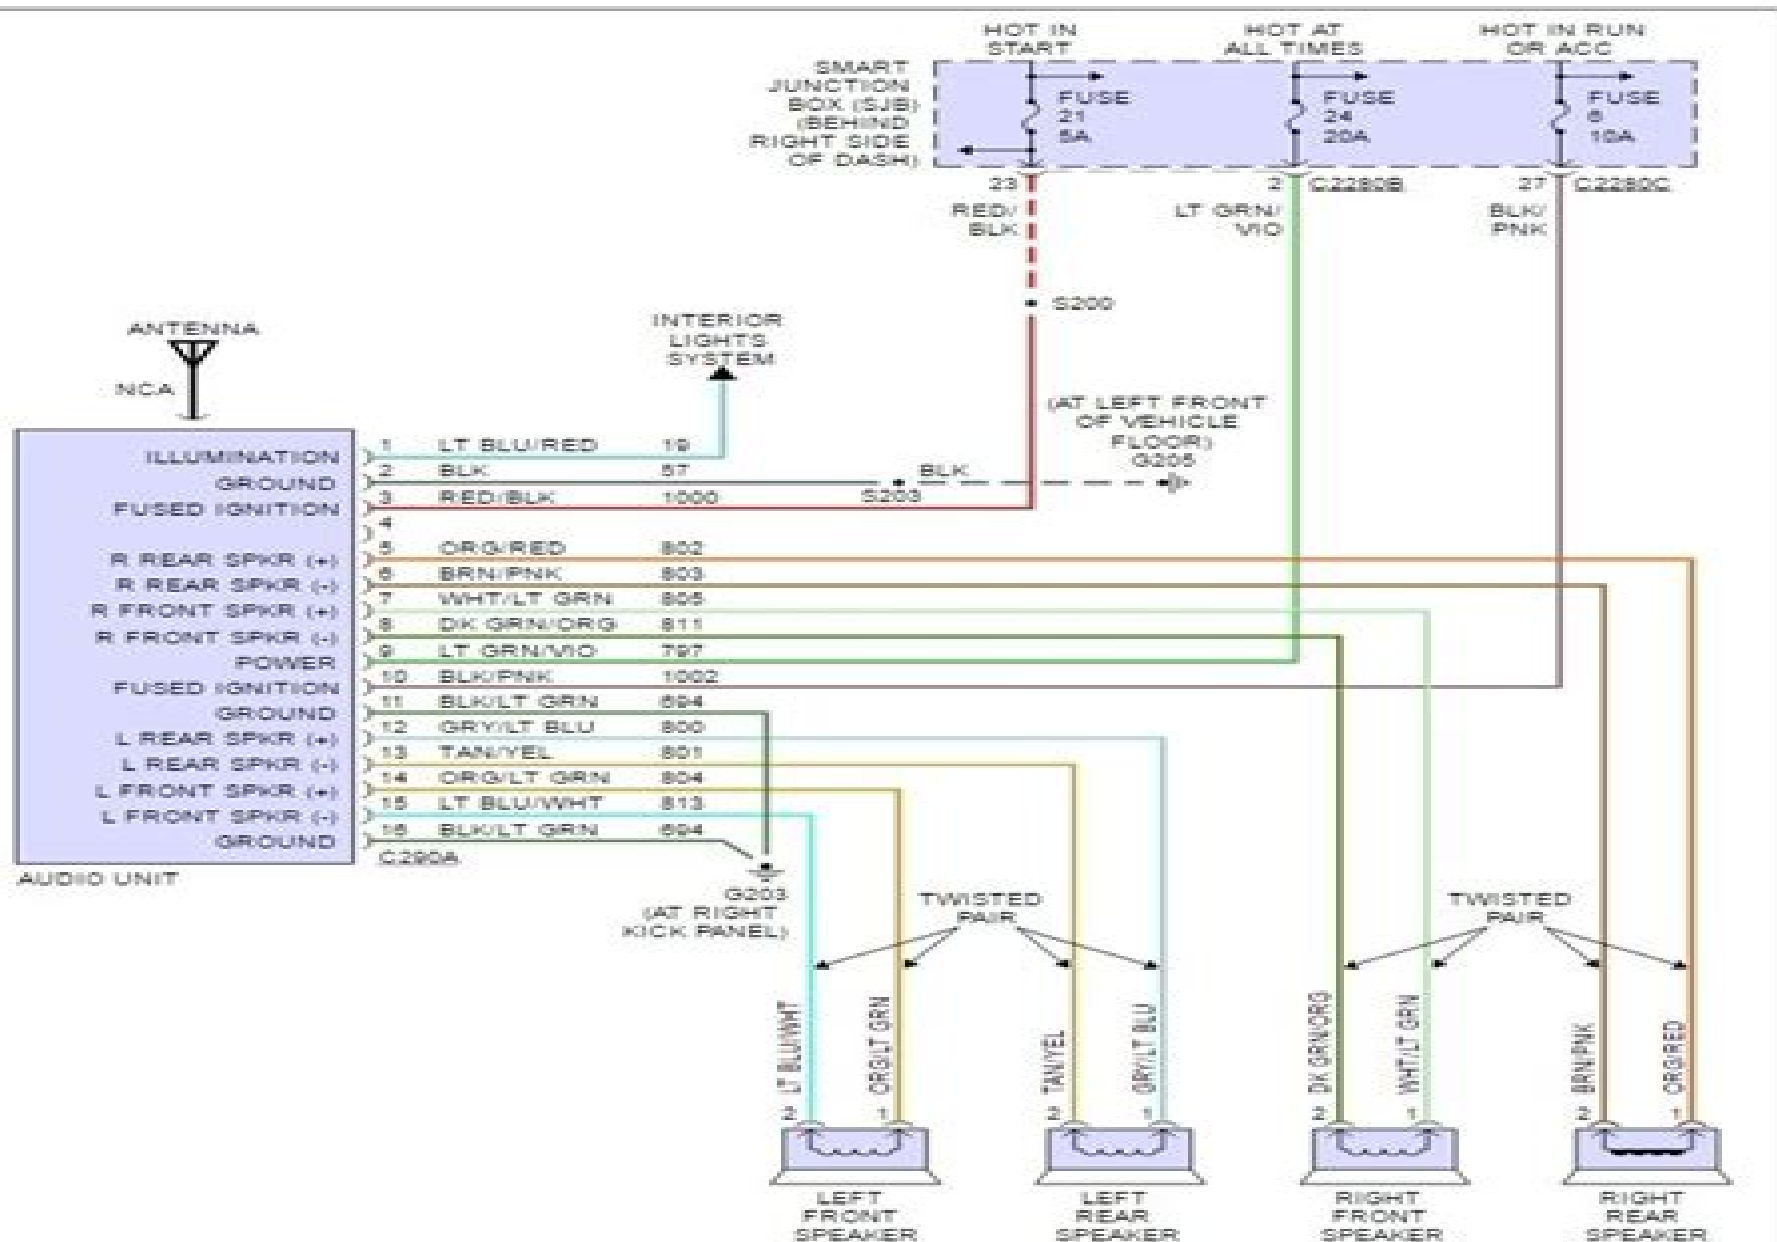 HOT IN
START
HOT AT
ALL TIMES
HOT IN RUN
OR ACC
SMART
JUNCTION
BOX (SJB)
(BEHIND
RIGHT SIDE
OF DASH)
FUSE
21
5A
FUSE
24
20A
FUSE
10A
23
2
C2280B
27
C2280C
RED/
BLK
LT GRN/
VIO
BLK/
PNK
S200
ANTENNA
NCA
INTERIOR
LIGHTS
SYSTEM
(AT LEFT FRONT
OF VEHICLE
FLOOR)
G205
BLK
S203
ILLUMINATION 1 LT BLU/RED 19
GROUND 2 BLK 57
FUSED IGNITION 3 RED/BLK 1000
4
R REAR SPKR (+) 5 ORG/RED 802
R REAR SPKR (-) 6 BRN/PNK 803
R FRONT SPKR (+) 7 WHT/LT GRN 805
R FRONT SPKR (-) 8 DK GRN/ORG 811
POWER 9 LT GRN/VIO 797
FUSED IGNITION 10 BLK/PNK 1002
GROUND 11 BLK/LT GRN 694
L REAR SPKR (+) 12 GRY/LT BLU 800
L REAR SPKR (-) 13 TAN/YEL 801
L FRONT SPKR (+) 14 ORG/LT GRN 804
L FRONT SPKR (-) 15 LT BLU/WHT 813
GROUND 16 BLK/LT GRN 694
C290A
AUDIO UNIT
G203
(AT RIGHT
KICK PANEL)
TWISTED
PAIR
TWISTED
PAIR
LT BLU/WHT
ORG/LT GRN
TAN/YEL
GRY/LT BLU
DK GRN/ORG
WHT/LT GRN
BRN/PNK
ORG/RED
2 1 2 1 2 1 2 1
LEFT
FRONT
SPEAKER
LEFT
REAR
SPEAKER
RIGHT
FRONT
SPEAKER
RIGHT
REAR
SPEAKER